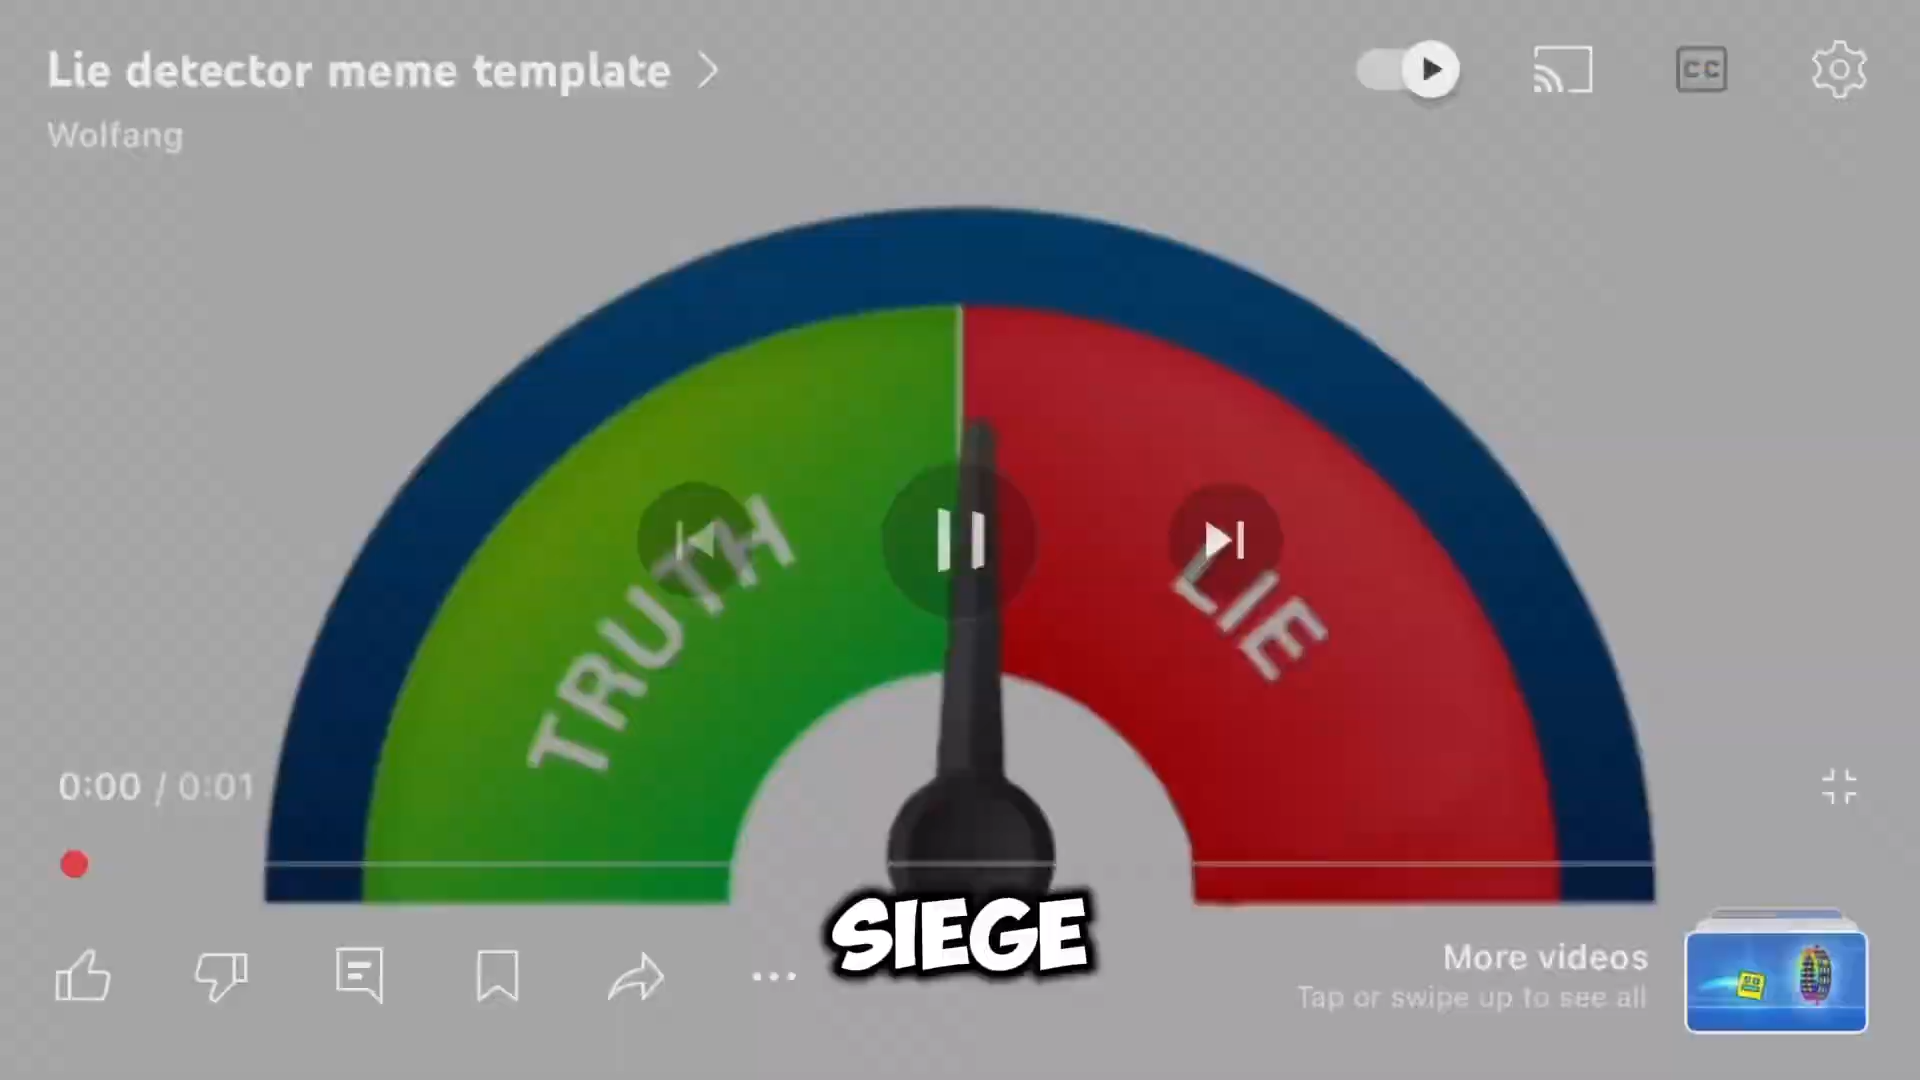 Lie detector meme template
Wolfang
CC
TRUTH
LIE
0:00 / 0:01
SIEGE
More videos
Tap or swipe up to see all